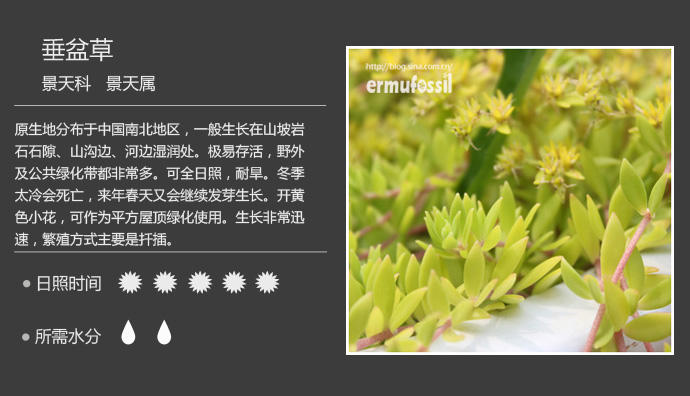 垂盆草
景天科 景天属
原生地分布于中国南北地区，一般生长在山坡岩
石石隙、山沟边、河边湿润处。极易存活，野外
及公共绿化带都非常多。可全日照，耐旱。冬季
太冷会死亡，来年春天又会继续发芽生长。开黄
色小花，可作为平方屋顶绿化使用。生长非常迅
速，繁殖方式主要是扦插。
日照时间
所需水分
http://blog.sina.com.cn/
ermufossil